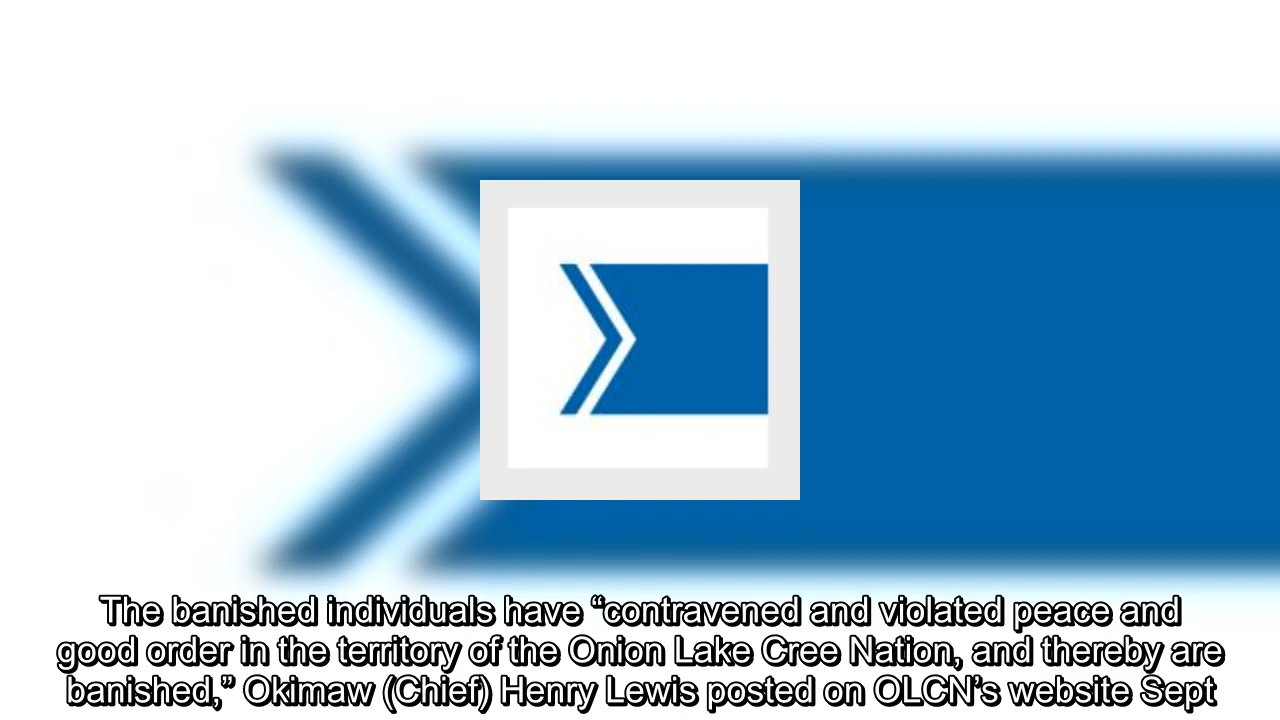 The banished individuals have “contravened and violated peace and
good order in the territory of the Onion Lake Cree Nation, and thereby are
banished,” Okimaw (Chief) Henry Lewis posted on OLCN’s website Sept